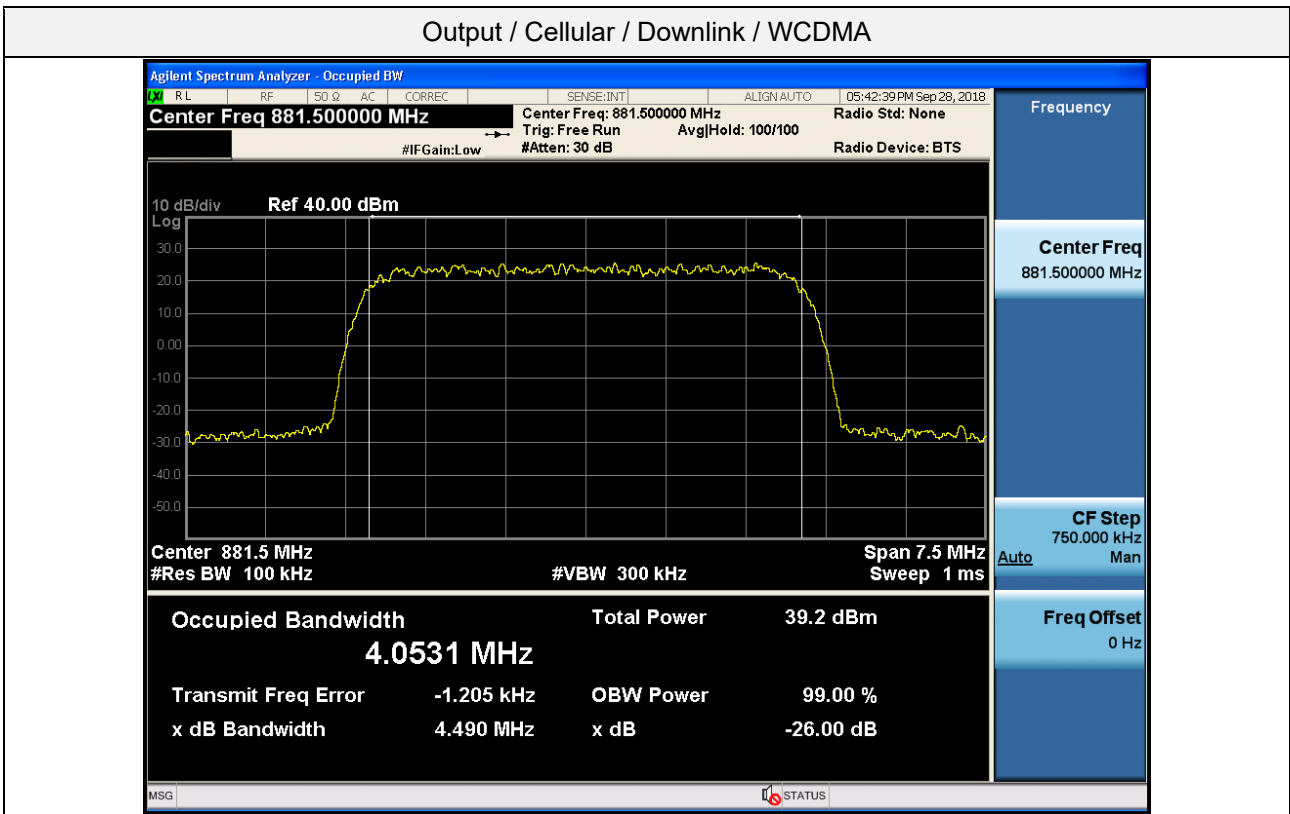 Output / Cellular / Downlink / WCDMA
Agilent Spectrum Analyzer - Occupied BW
LXI RL RF 50 Ω AC CORREC SENSE:INT ALIGN AUTO 05:42:39 PM Sep 28, 2018
Center Freq 881.500000 MHz
Center Freq: 881.500000 MHz Radio Std: None
Trig: Free Run Avg|Hold: 100/100
#IFGain:Low #Atten: 30 dB Radio Device: BTS
Frequency
10 dB/div Ref 40.00 dBm
Log
30.0
20.0
10.0
0.00
-10.0
-20.0
-30.0
-40.0
-50.0
Center 881.5 MHz Span 7.5 MHz
#Res BW 100 kHz #VBW 300 kHz Sweep 1 ms
Center Freq
881.500000 MHz
CF Step
750.000 kHz
Auto Man
Freq Offset
0 Hz
Occupied Bandwidth Total Power 39.2 dBm
4.0531 MHz
Transmit Freq Error -1.205 kHz OBW Power 99.00 %
x dB Bandwidth 4.490 MHz x dB -26.00 dB
MSG STATUS